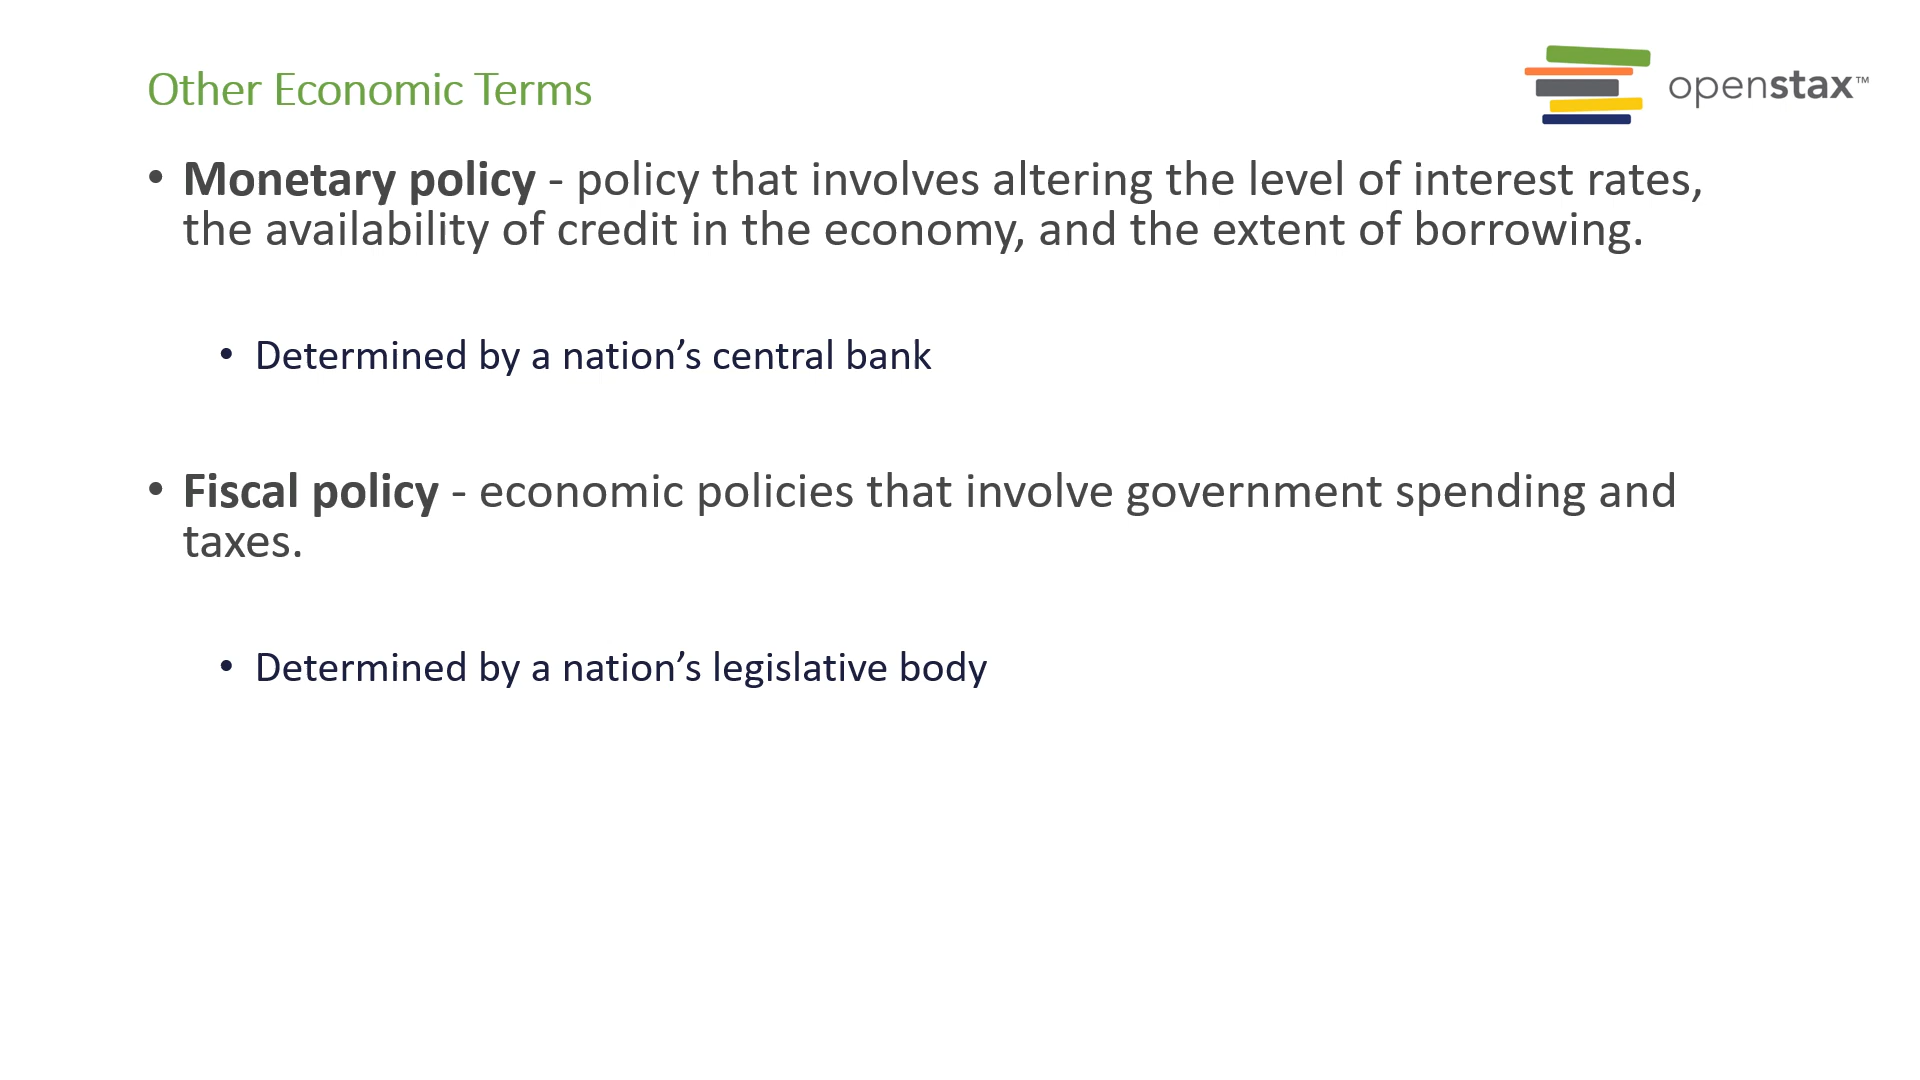 Other Economic Terms
openstax™
• Monetary policy - policy that involves altering the level of interest rates,
the availability of credit in the economy, and the extent of borrowing.
• Determined by a nation’s central bank
• Fiscal policy - economic policies that involve government spending and
taxes.
• Determined by a nation’s legislative body